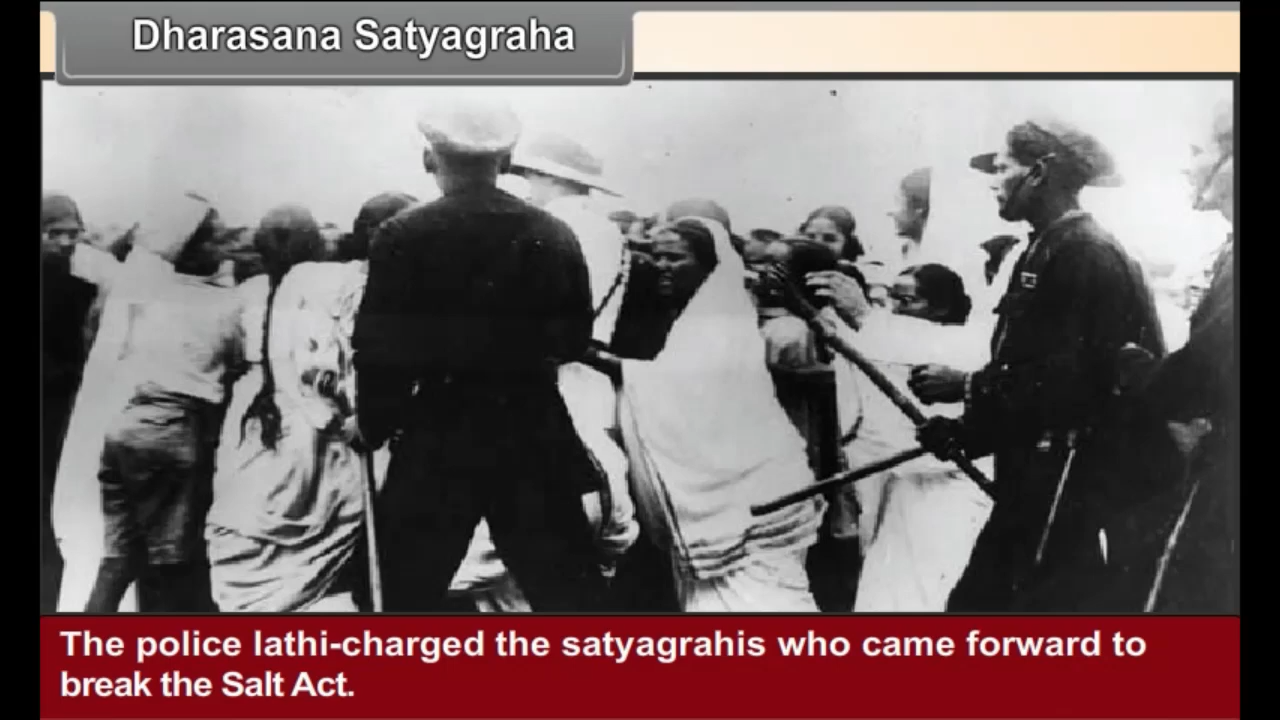 Dharasana Satyagraha
The police lathi-charged the satyagrahis who came forward to
break the Salt Act.